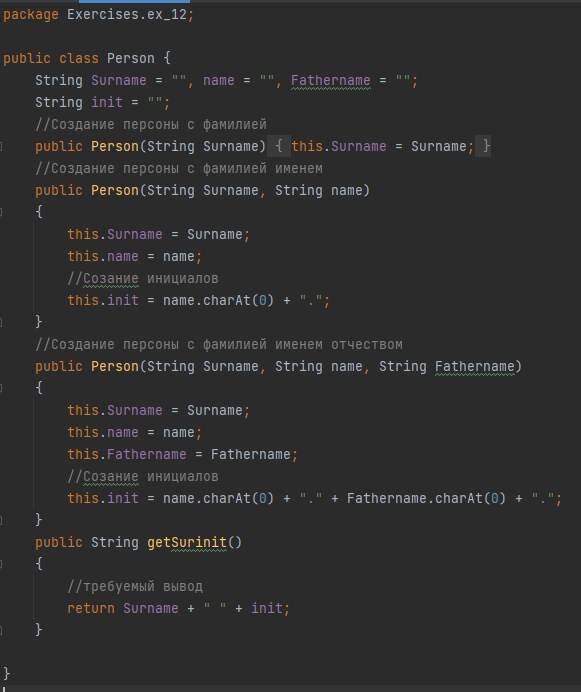 package Exercises.ex_12;
public class Person {
String Surname = "", name = "", Fathername = "";
String init = "";
//Создание персоны с фамилией
public Person(String Surname) { this.Surname = Surname; }
//Создание персоны с фамилией именем
public Person(String Surname, String name)
{
this.Surname = Surname;
this.name = name;
//Созание инициалов
this.init = name.charAt(0) + ".";
}
//Создание персоны с фамилией именем отчеством
public Person(String Surname, String name, String Fathername)
{
this.Surname = Surname;
this.name = name;
this.Fathername = Fathername;
//Созание инициалов
this.init = name.charAt(0) + "." + Fathername.charAt(0) + ".";
}
public String getSurinit()
{
//требуемый вывод
return Surname + " " + init;
}
}